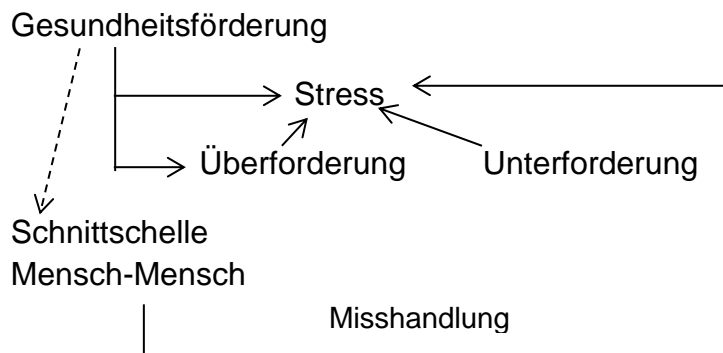 Gesundheitsförderung
Stress
Überforderung
Unterforderung
Schnittschelle
Mensch-Mensch
Misshandlung